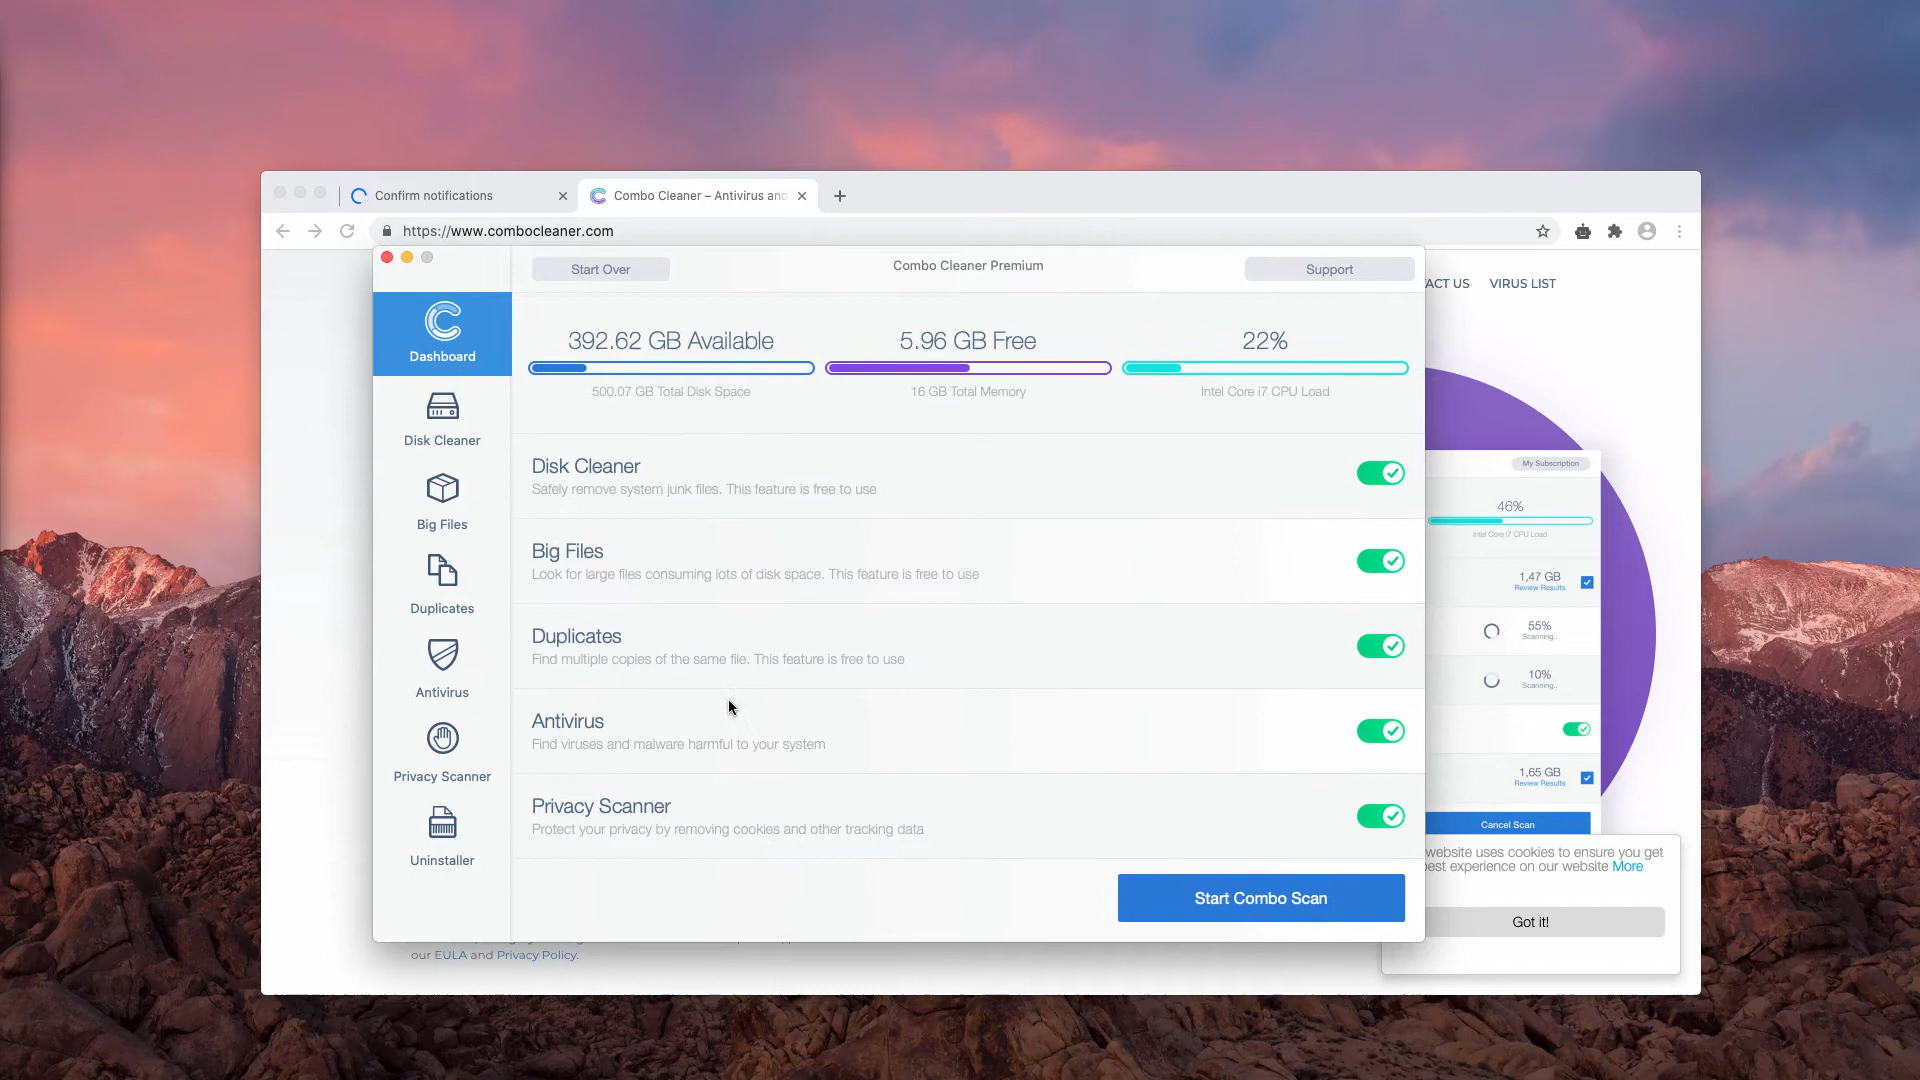 Confirm notifications
Combo Cleaner – Antivirus and
https://www.combocleaner.com
Start Over
Combo Cleaner Premium
Support
ACT US
VIRUS LIST
Dashboard
392.62 GB Available
5.96 GB Free
22%
500.07 GB Total Disk Space
16 GB Total Memory
Intel Core i7 CPU Load
Disk Cleaner
Big Files
Duplicates
Antivirus
Privacy Scanner
Uninstaller
Disk Cleaner
Safely remove system junk files. This feature is free to use
Big Files
Look for large files consuming lots of disk space. This feature is free to use
Duplicates
Find multiple copies of the same file. This feature is free to use
Antivirus
Find viruses and malware harmful to your system
Privacy Scanner
Protect your privacy by removing cookies and other tracking data
Start Combo Scan
My Subscription
46%
Intel Core i7 CPU Load
1,47 GB
Review Results
55%
Scanning..
10%
Scanning..
1,65 GB
Review Results
Cancel Scan
website uses cookies to ensure you get
best experience on our website More
Got it!
our EULA and Privacy Policy.